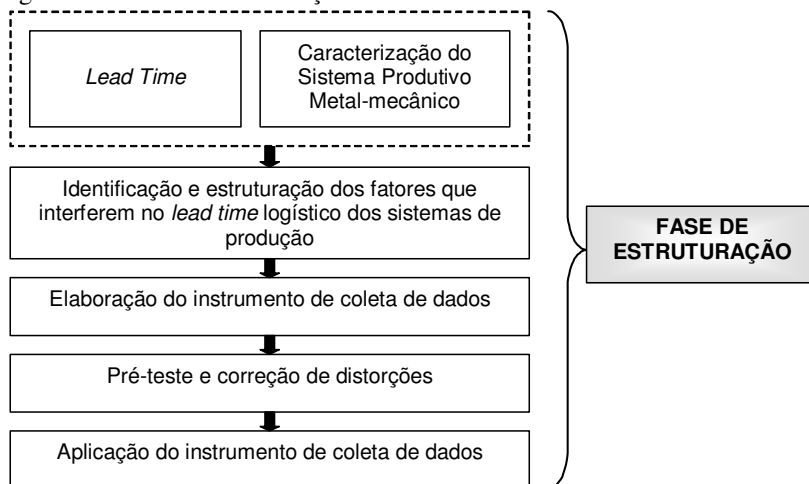 Lead Time
Caracterização do
Sistema Produtivo
Metal-mecânico
Identificação e estruturação dos fatores que
interferem no lead time logístico dos sistemas de
produção
FASE DE
ESTRUTURAÇÃO
Elaboração do instrumento de coleta de dados
Pré-teste e correção de distorções
Aplicação do instrumento de coleta de dados